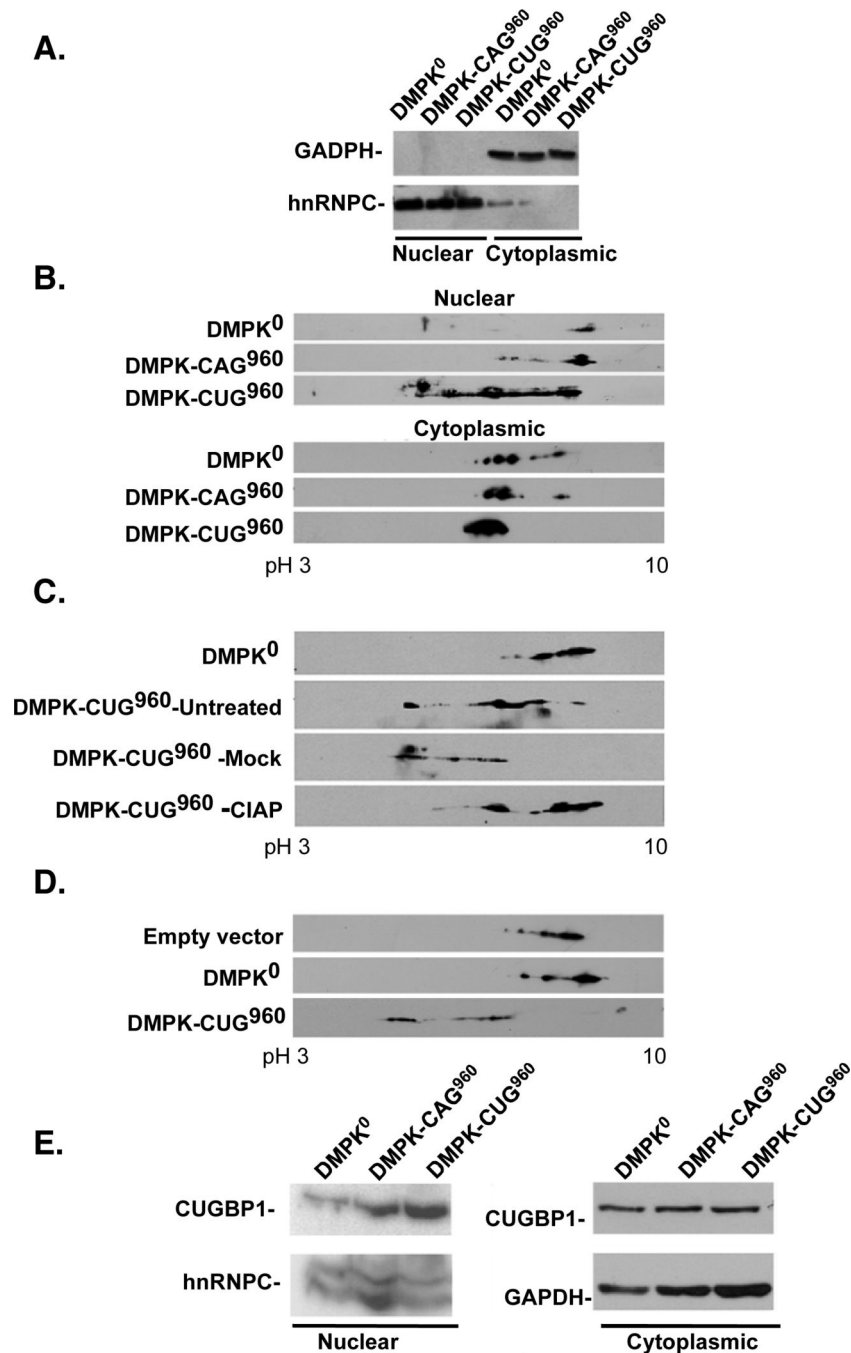 A.
DMPK⁰ DMPK-CAG⁹⁶⁰ DMPK-CUG⁹⁶⁰ DMPK⁰ DMPK-CAG⁹⁶⁰ DMPK-CUG⁹⁶⁰
GADPH-
hnRNPC-
Nuclear Cytoplasmic
B.
Nuclear
DMPK⁰
DMPK-CAG⁹⁶⁰
DMPK-CUG⁹⁶⁰
Cytoplasmic
DMPK⁰
DMPK-CAG⁹⁶⁰
DMPK-CUG⁹⁶⁰
pH 3 10
C.
DMPK⁰
DMPK-CUG⁹⁶⁰-Untreated
DMPK-CUG⁹⁶⁰ -Mock
DMPK-CUG⁹⁶⁰ -CIAP
pH 3 10
D.
Empty vector
DMPK⁰
DMPK-CUG⁹⁶⁰
pH 3 10
E.
DMPK⁰ DMPK-CAG⁹⁶⁰ DMPK-CUG⁹⁶⁰ DMPK⁰ DMPK-CAG⁹⁶⁰ DMPK-CUG⁹⁶⁰
CUGBP1- CUGBP1-
hnRNPC- GAPDH-
Nuclear Cytoplasmic